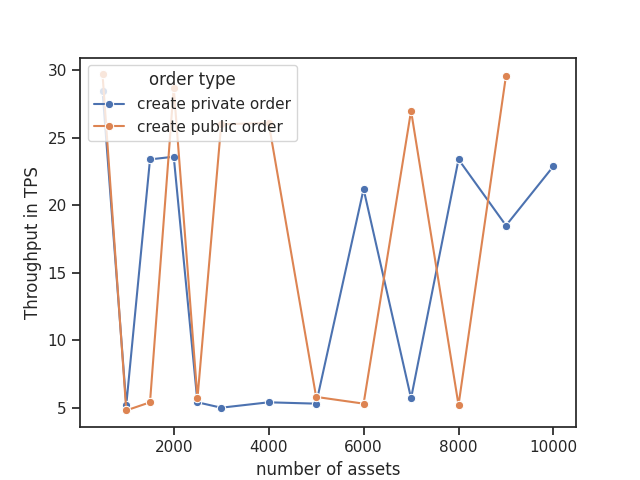 30
25
20
15
10
5
Throughput in TPS
order type
create private order
create public order
2000 4000 6000 8000 10000
number of assets